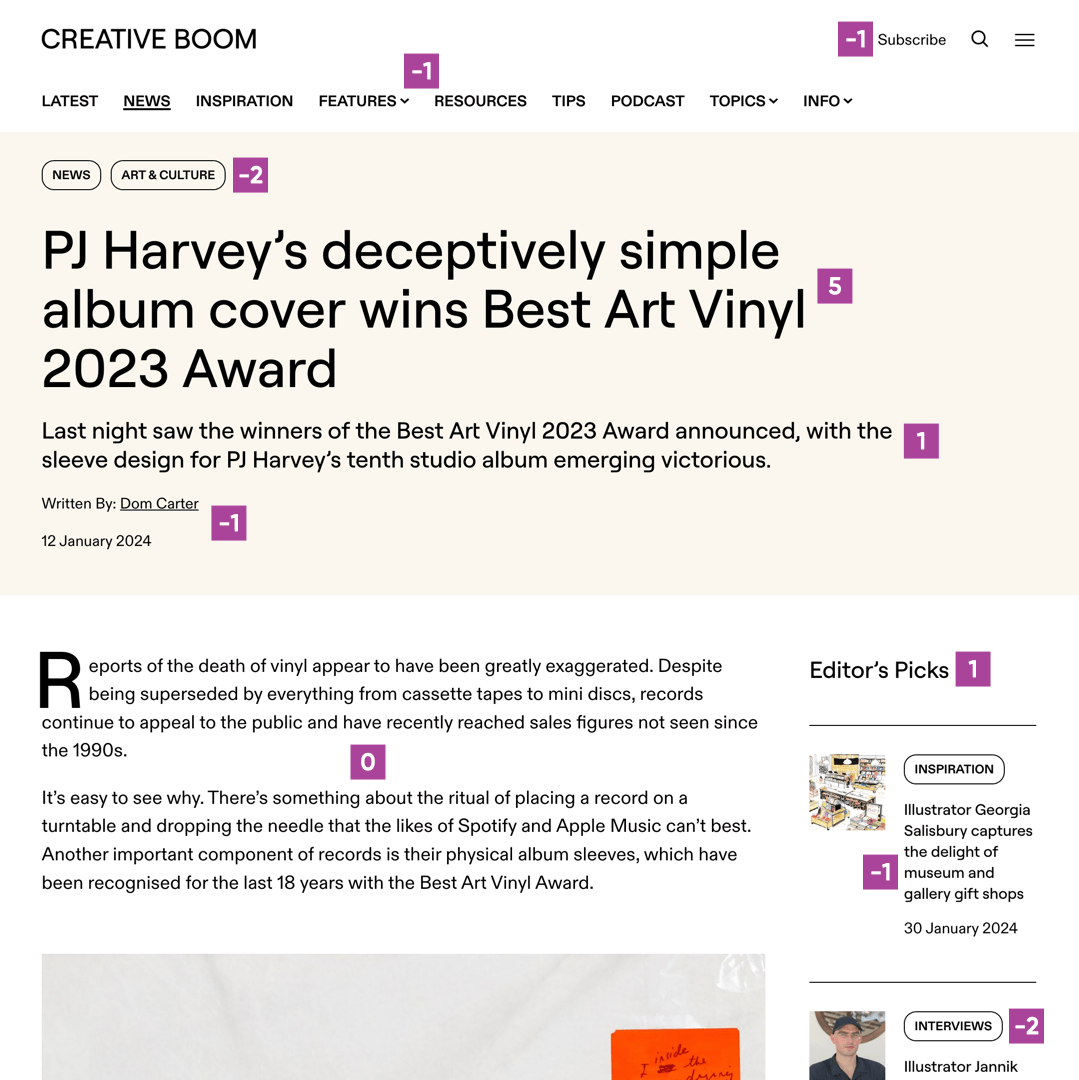 CREATIVE BOOM
-1 Subscribe
-1
LATEST NEWS INSPIRATION FEATURES RESOURCES TIPS PODCAST TOPICS INFO
NEWS ART & CULTURE -2
PJ Harvey’s deceptively simple
album cover wins Best Art Vinyl 5
2023 Award
Last night saw the winners of the Best Art Vinyl 2023 Award announced, with the
sleeve design for PJ Harvey’s tenth studio album emerging victorious.
1
Written By: Dom Carter
-1
12 January 2024
Reports of the death of vinyl appear to have been greatly exaggerated. Despite
being superseded by everything from cassette tapes to mini discs, records
continue to appeal to the public and have recently reached sales figures not seen since
the 1990s.
0
It’s easy to see why. There’s something about the ritual of placing a record on a
turntable and dropping the needle that the likes of Spotify and Apple Music can’t best.
Another important component of records is their physical album sleeves, which have
been recognised for the last 18 years with the Best Art Vinyl Award.
I inside
the
Editor’s Picks 1
INSPIRATION
Illustrator Georgia
Salisbury captures
the delight of
-1 museum and
gallery gift shops
30 January 2024
INTERVIEWS -2
Illustrator Jannik